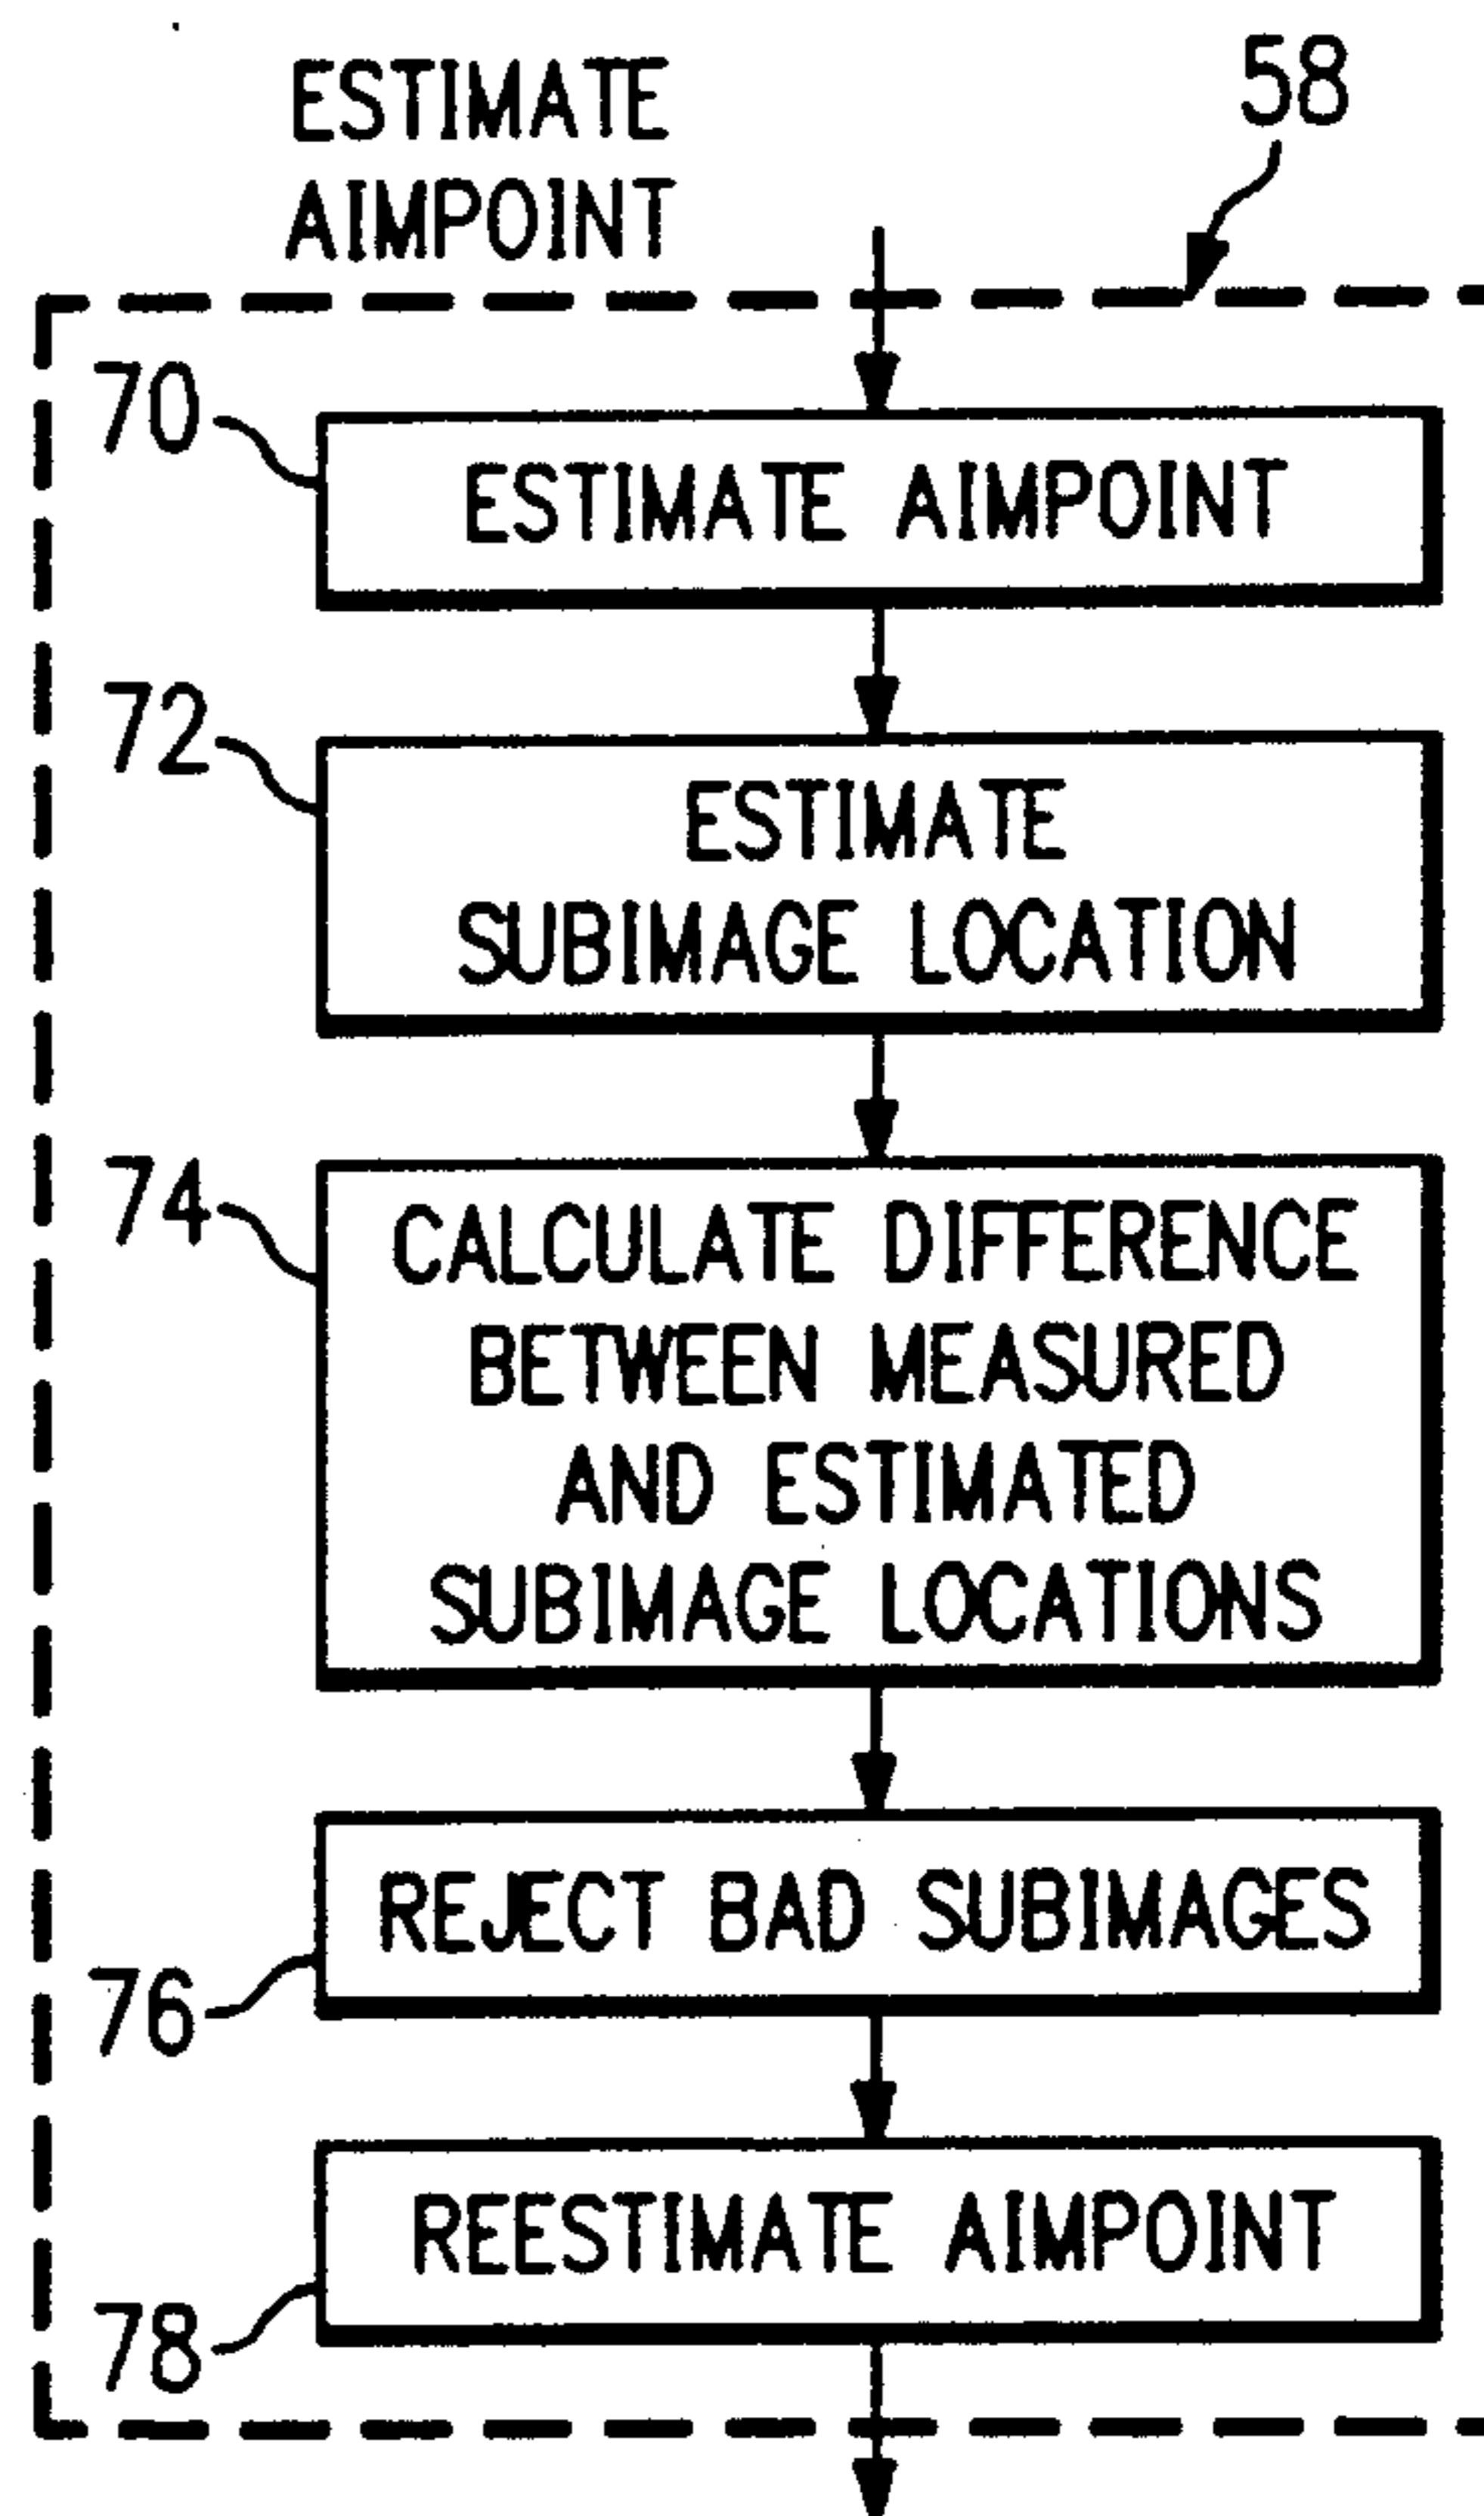 ESTIMATE
AIMPOINT
58
70
ESTIMATE AIMPOINT
72
ESTIMATE
SUBIMAGE LOCATION
74
CALCULATE DIFFERENCE
BETWEEN MEASURED
AND ESTIMATED
SUBIMAGE LOCATIONS
REJECT BAD SUBIMAGES
76
REESTIMATE AIMPOINT
78